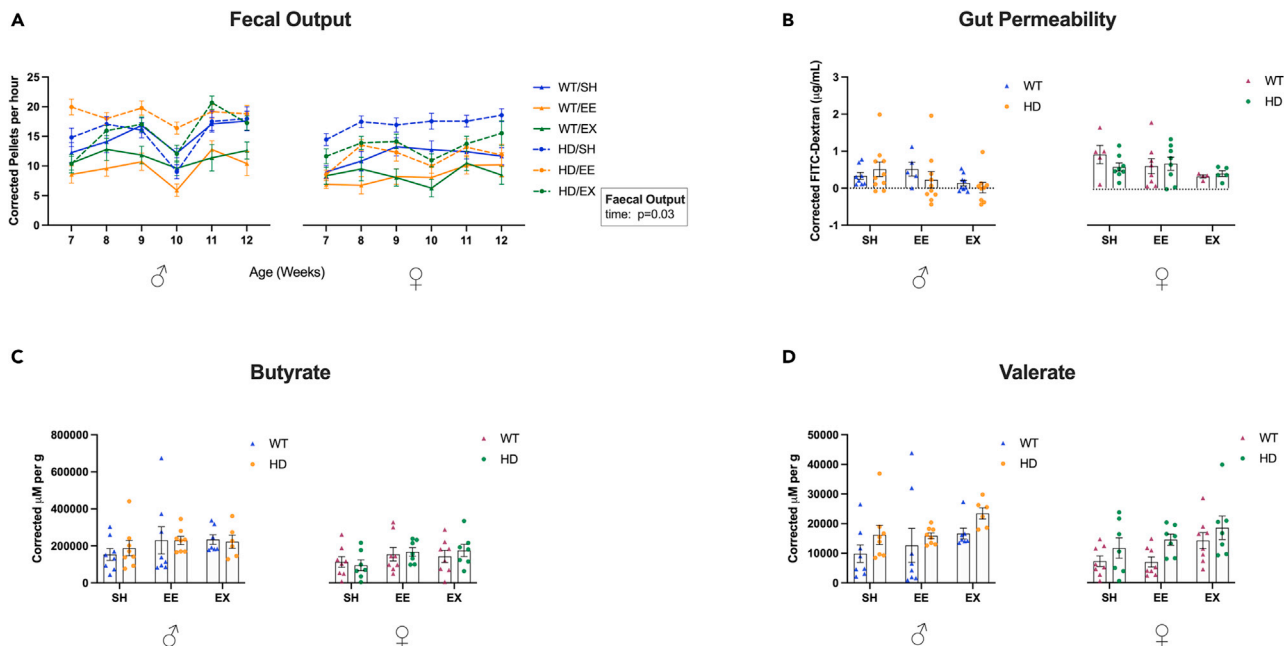 A
Fecal Output
Corrected Pellets per hour
25
20
15
10
5
0
7 8 9 10 11 12
7 8 9 10 11 12
♂ Age (Weeks) ♀
WT/SH
WT/EE
WT/EX
HD/SH
HD/EE
HD/EX
Faecal Output
time: p=0.03
B
Gut Permeability
Corrected FITC-Dextran (μg/mL)
3
2
1
0
-1
SH EE EX
♂
WT
HD
SH EE EX
♀
WT
HD
C
Butyrate
Corrected μM per g
800000
600000
400000
200000
0
SH EE EX
♂
WT
HD
SH EE EX
♀
WT
HD
D
Valerate
Corrected μM per g
50000
40000
30000
20000
10000
0
SH EE EX
♂
WT
HD
SH EE EX
♀
WT
HD